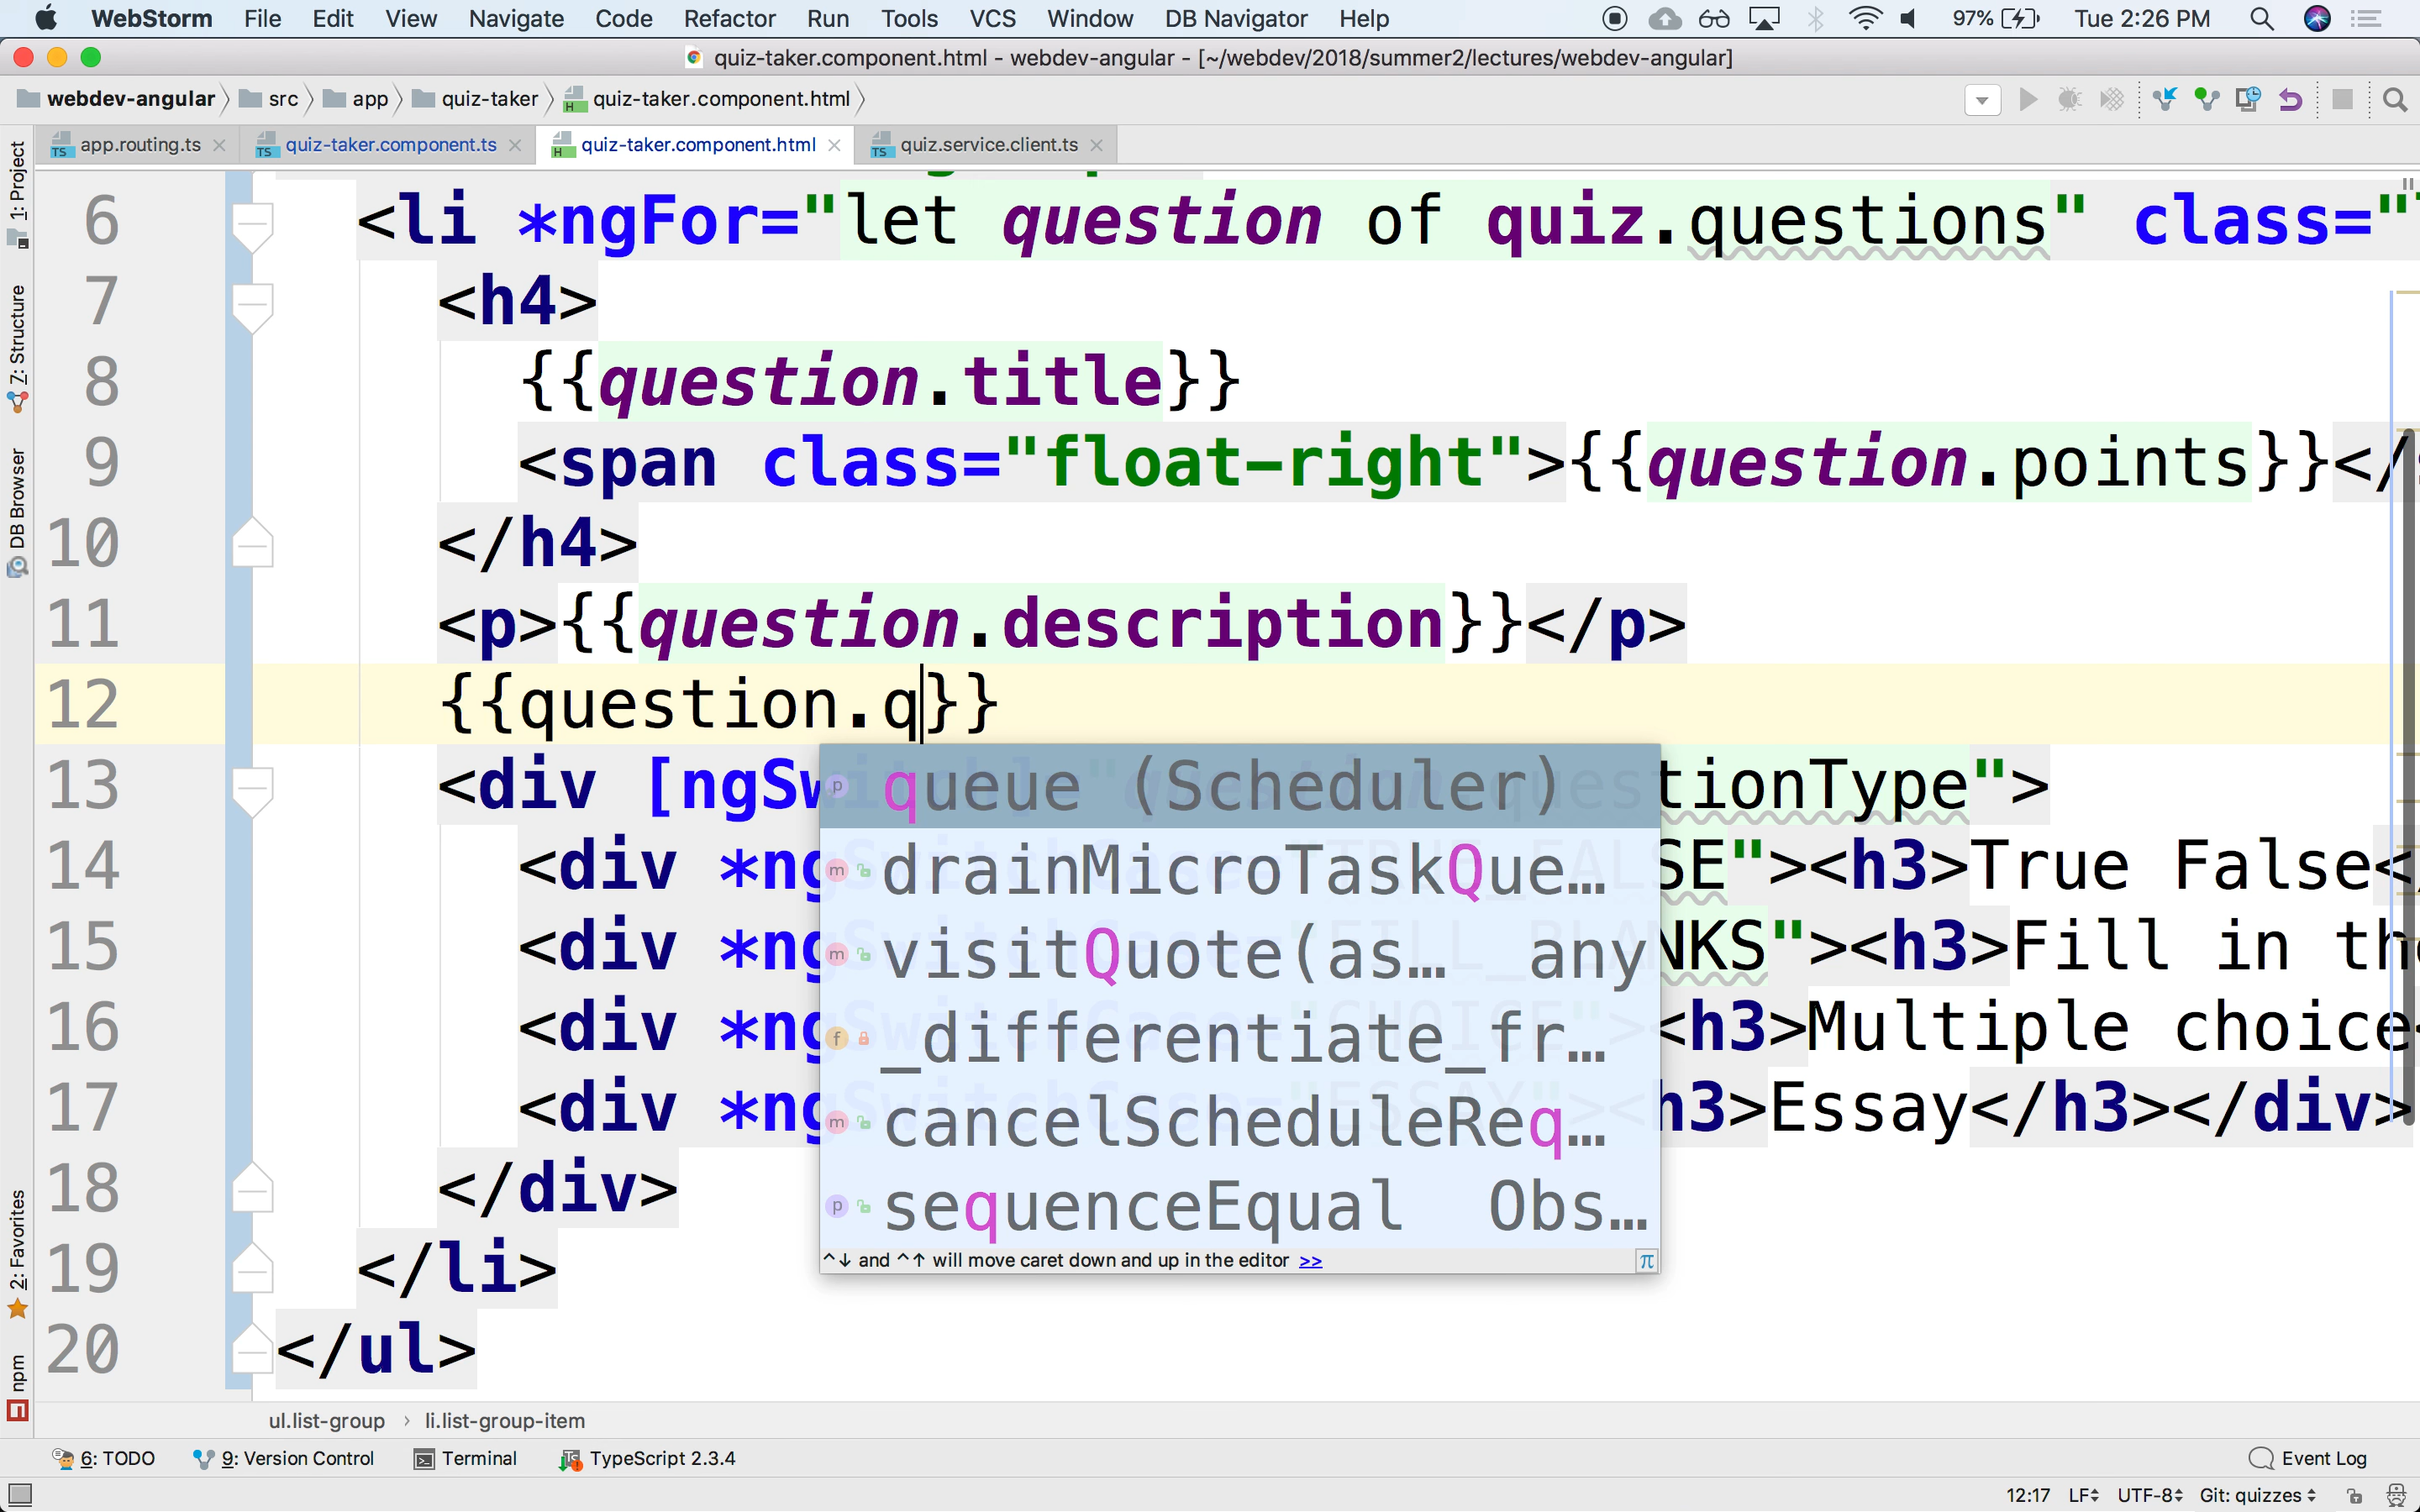 WebStorm File Edit View Navigate Code Refactor Run Tools VCS Window DB Navigator Help 97% Tue 2:26 PM
quiz-taker.component.html - webdev-angular - [~/webdev/2018/summer2/lectures/webdev-angular]
webdev-angular src app quiz-taker quiz-taker.component.html
app.routing.ts quiz-taker.component.ts quiz-taker.component.html quiz.service.client.ts
1: Project
7: Structure
DB Browser
2: Favorites
npm
6 <li *ngFor="let question of quiz.questions" class="
7 <h4>
8 {{question.title}}
9 <span class="float-right">{{question.points}}</
10 </h4>
11 <p>{{question.description}}</p>
12 {{question.q}}
13 <div [ngSw tionType">
14 <div *ng SE"><h3>True False<
15 <div *ng NKS"><h3>Fill in the
16 <div *ng <h3>Multiple choice
17 <div *ng h3>Essay</h3></div>
18 </div>
19 </li>
20 </ul>
queue (Scheduler)
drainMicroTaskQue…
visitQuote(as… any
_differentiate_fr…
cancelScheduleReq…
sequenceEqual Obs…
^↓ and ^↑ will move caret down and up in the editor >> π
ul.list-group › li.list-group-item
6: TODO 9: Version Control Terminal TypeScript 2.3.4 Event Log
12:17 LF UTF-8 Git: quizzes